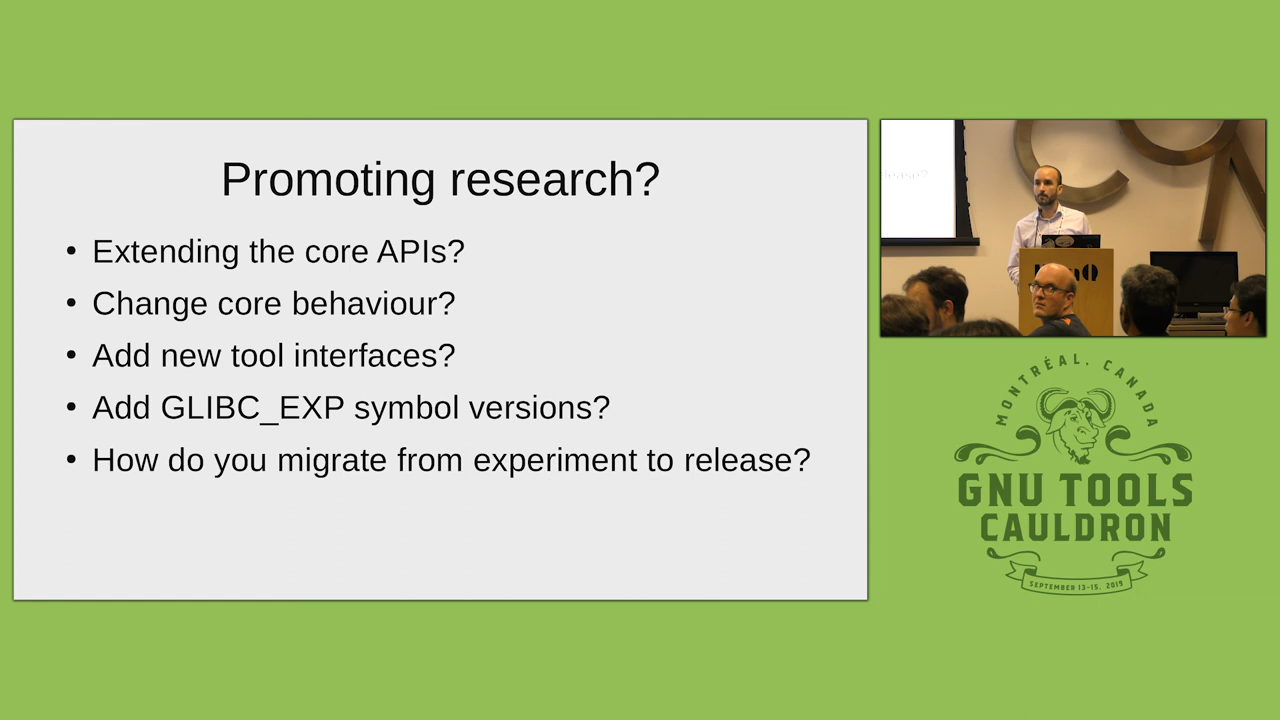 Promoting research?
• Extending the core APIs?
• Change core behaviour?
• Add new tool interfaces?
• Add GLIBC_EXP symbol versions?
• How do you migrate from experiment to release?
lease?
MONTRÉAL, CANADA
GNU TOOLS
CAULDRON
SEPTEMBER 13-15, 2019